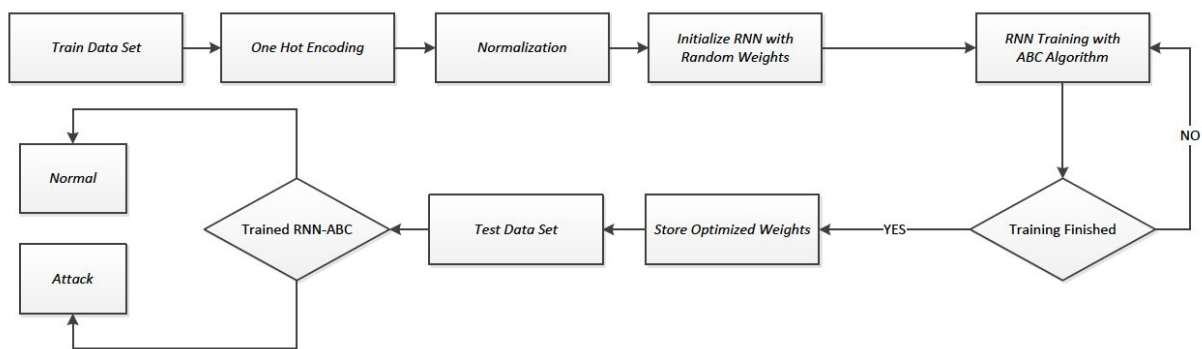 Train Data Set
One Hot Encoding
Normalization
Initialize RNN with
Random Weights
RNN Training with
ABC Algorithm
NO
Training Finished
YES
Store Optimized Weights
Test Data Set
Trained RNN-ABC
Normal
Attack